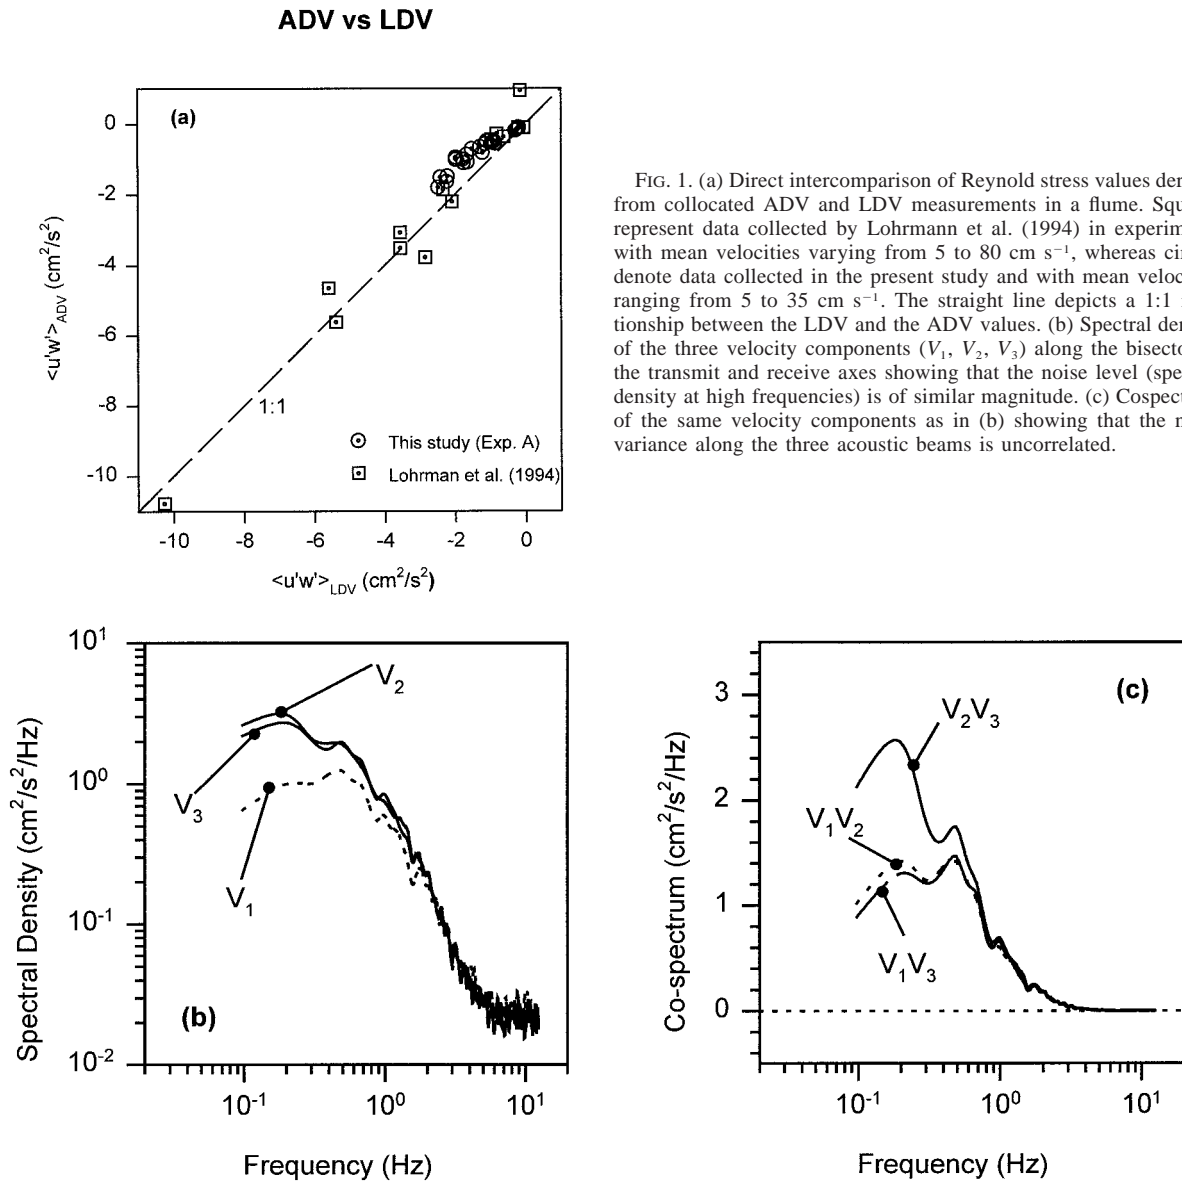 ADV vs LDV
(a)
0
-2
-4
-6
-8
-10
<u'w'>ADV (cm²/s²)
1:1
This study (Exp. A)
Lohrman et al. (1994)
-10 -8 -6 -4 -2 0
<u'w'>LDV (cm²/s²)
FIG. 1. (a) Direct intercomparison of Reynold stress values
from collocated ADV and LDV measurements in a flume.
represent data collected by Lohrmann et al. (1994) in
with mean velocities varying from 5 to 80 cm s⁻¹, whereas
denote data collected in the present study and with mean
ranging from 5 to 35 cm s⁻¹. The straight line depicts a 1:1
tionship between the LDV and the ADV values. (b) Spectral
of the three velocity components (V₁, V₂, V₃) along the
the transmit and receive axes showing that the noise level
density at high frequencies) is of similar magnitude. (c)
of the same velocity components as in (b) showing that the
variance along the three acoustic beams is uncorrelated.
10¹
10⁰
10⁻¹
10⁻²
Spectral Density (cm²/s²/Hz)
V₂
V₃
V₁
(b)
10⁻¹ 10⁰ 10¹
Frequency (Hz)
3
2
1
0
Co-spectrum (cm²/s²/Hz)
(c)
V₂V₃
V₁V₂
V₁V₃
10⁻¹ 10⁰ 10¹
Frequency (Hz)